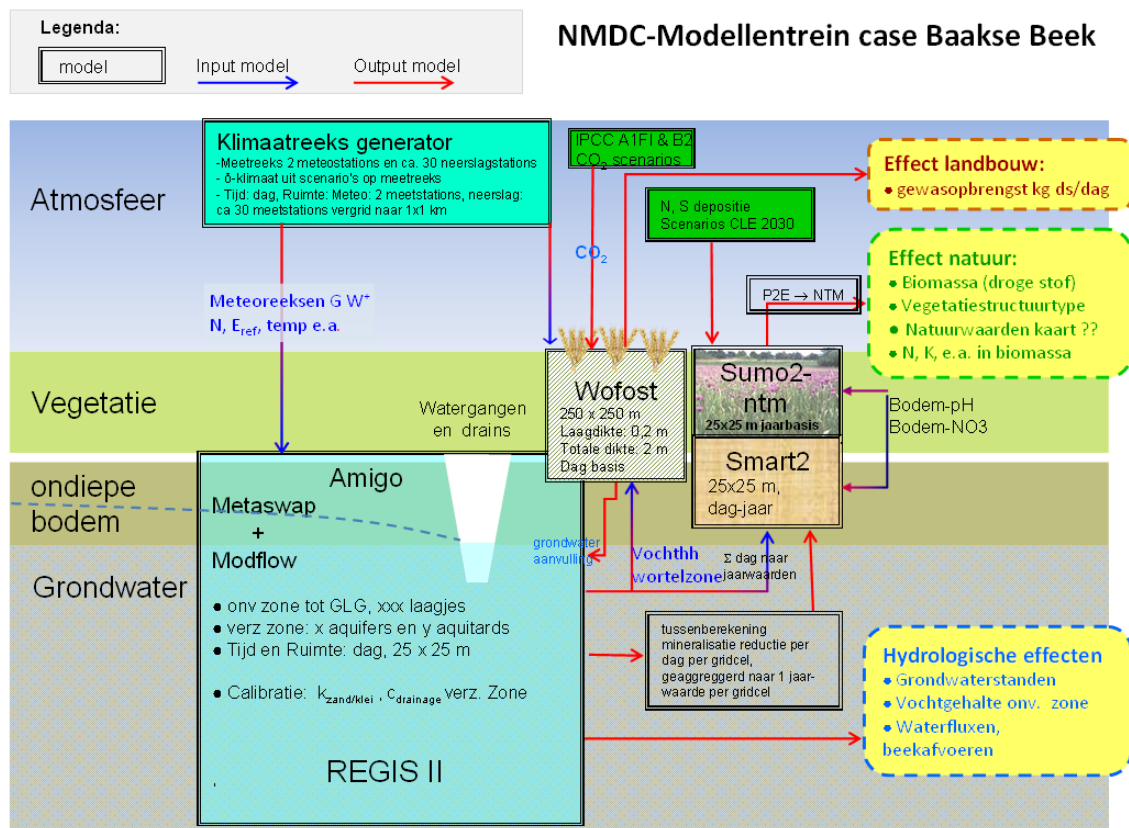 Legenda:
model
Input model
Output model
NMDC-Modellentrein case Baakse Beek
Atmosfeer
Klimaatreeks generator
-Meetreeks 2 meteostations en ca. 30 neerslagstations
- δ-klimaat uit scenario's op meetreeks
- Tijd: dag, Ruimte: Meteo: 2 meetstations, neerslag:
ca 30 meetstations vergrid naar 1x1 km
IPCC A1FI & B2
CO2 scenarios
N, S depositie
Scenarios CLE 2030
CO2
Effect landbouw:
● gewasopbrengst kg ds/dag
Effect natuur:
● Biomassa (droge stof)
● Vegetatiestructuurtype
● Natuurwaarden kaart ??
● N, K, e.a. in biomassa
P2E → NTM
Meteoreeksen G W+
N, Eref, temp e.a.
Vegetatie
Watergangen
en drains
Wofost
250 x 250 m
Laagdikte: 0,2 m
Totale dikte: 2 m
Dag basis
Sumo2-
ntm
25x25 m jaarbasis
Smart2
25x25 m,
dag-jaar
Bodem-pH
Bodem-NO3
ondiepe
bodem
Grondwater
Amigo
Metaswap
+
Modflow
● onv zone tot GLG, xxx laagjes
● verz zone: x aquifers en y aquitards
● Tijd en Ruimte: dag, 25 x 25 m
● Calibratie: kzand/klei , cdrainage verz. Zone
REGIS II
.
grondwater
aanvulling
Vochthh
wortelzone
Σ dag naar
jaarwaarden
tussenberekening
mineralisatie reductie per
dag per gridcel,
geaggreggerd naar 1 jaar-
waarde per gridcel
Hydrologische effecten
● Grondwaterstanden
● Vochtgehalte onv. zone
● Waterfluxen,
beekafvoeren